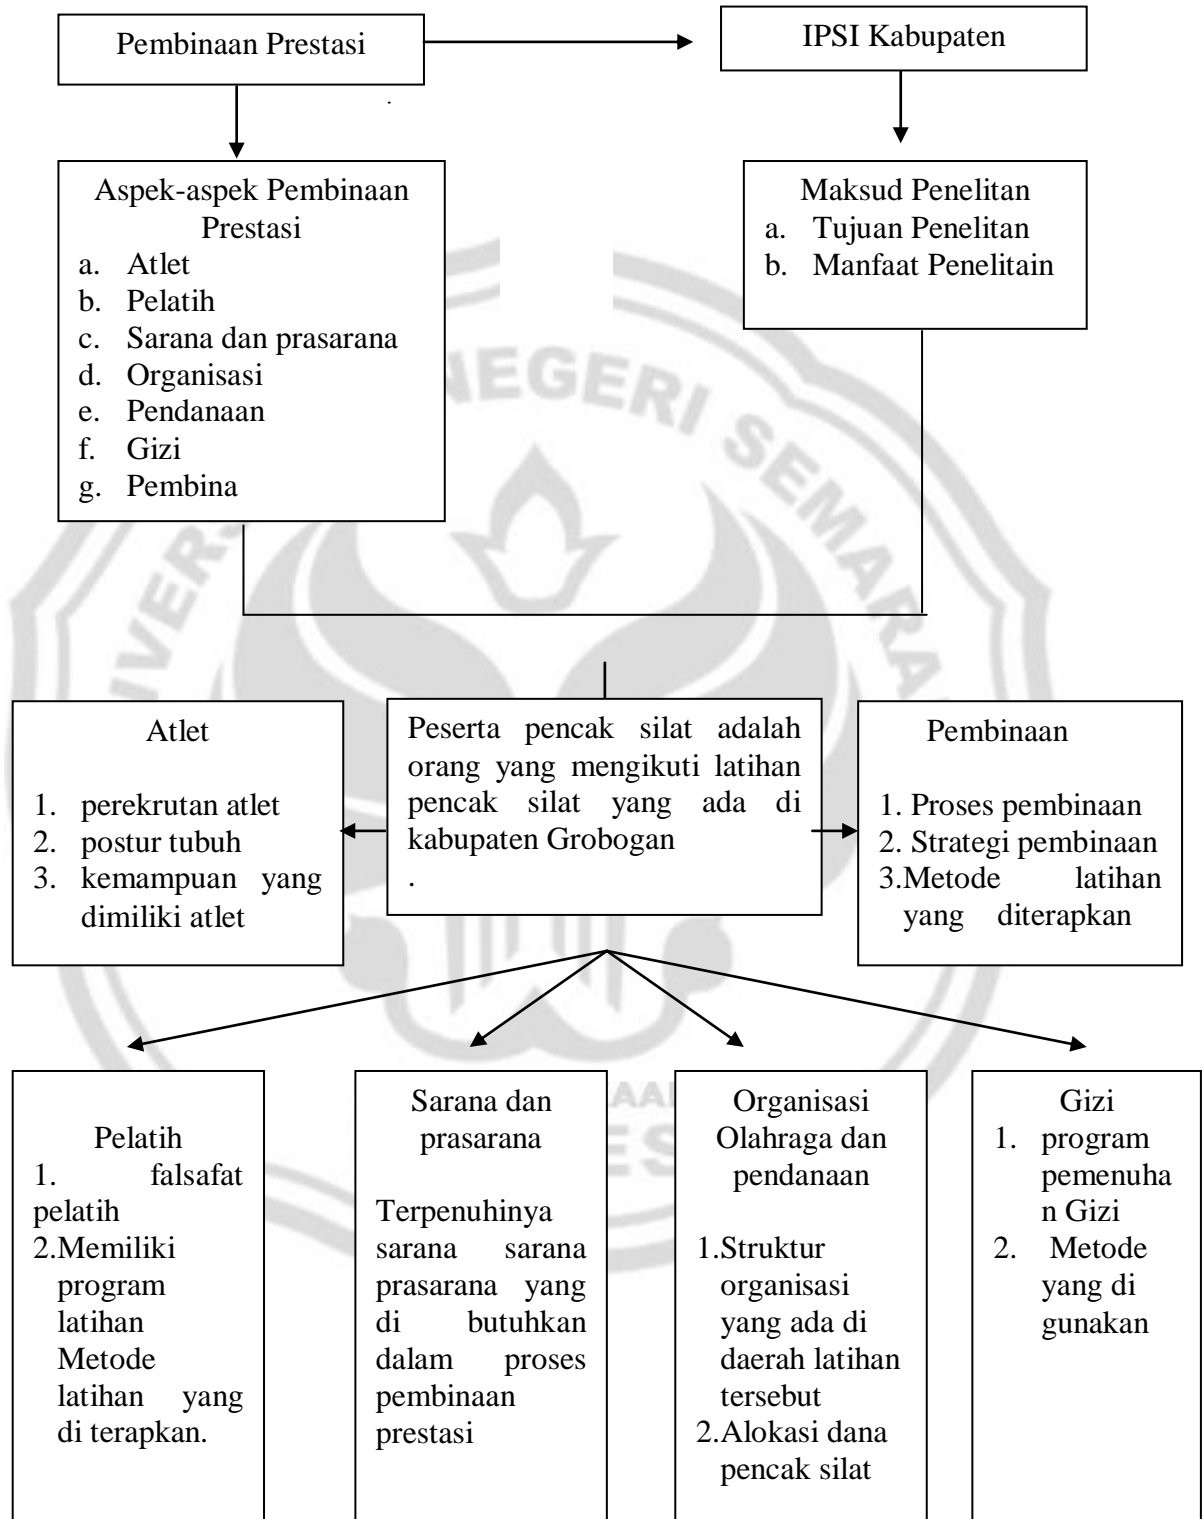 Pembinaan Prestasi
IPSI Kabupaten
Aspek-aspek Pembinaan
Prestasi
a. Atlet
b. Pelatih
c. Sarana dan prasarana
d. Organisasi
e. Pendanaan
f. Gizi
g. Pembina
Maksud Penelitan
a. Tujuan Penelitan
b. Manfaat Penelitain
NEGERI SEMARA
Atlet
1. perekrutan atlet
2. postur tubuh
3. kemampuan yang
dimiliki atlet
Peserta pencak silat adalah
orang yang mengikuti latihan
pencak silat yang ada di
kabupaten Grobogan
.
Pembinaan
1. Proses pembinaan
2. Strategi pembinaan
3.Metode latihan
yang diterapkan
Pelatih
1. falsafat
pelatih
2.Memiliki
program
latihan
Metode
latihan yang
di terapkan.
Sarana dan
prasarana
Terpenuhinya
sarana sarana
prasarana yang
di butuhkan
dalam proses
pembinaan
prestasi
Organisasi
Olahraga dan
pendanaan
1.Struktur
organisasi
yang ada di
daerah latihan
tersebut
2.Alokasi dana
pencak silat
Gizi
1. program
pemenuha
n Gizi
2. Metode
yang di
gunakan